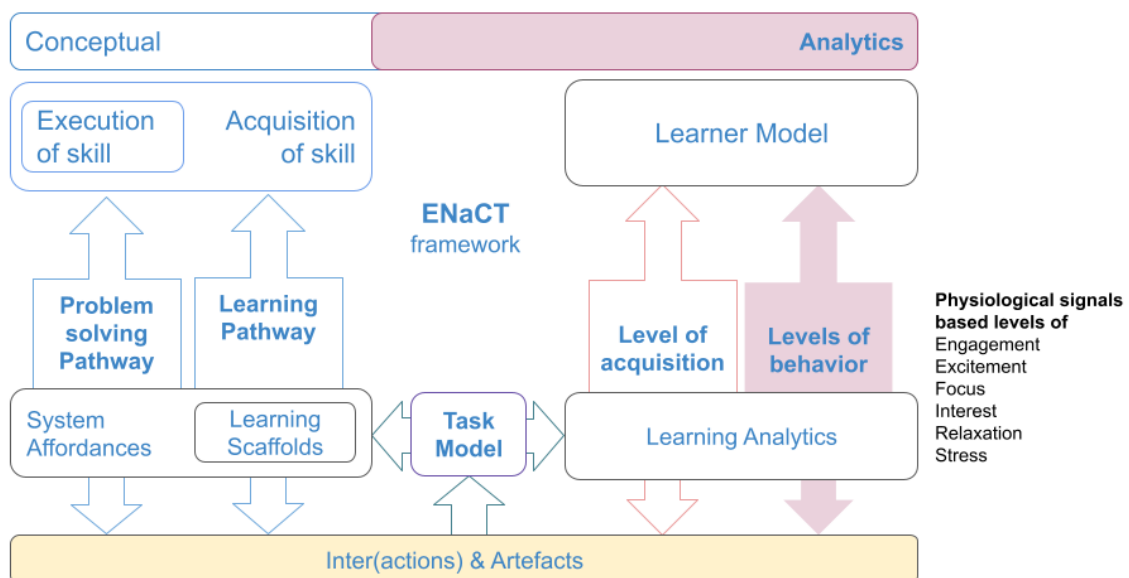 Conceptual
Analytics
Execution
of skill
Acquisition
of skill
Learner Model
ENaCT
framework
Problem
solving
Pathway
Learning
Pathway
Level of
acquisition
Levels of
behavior
Physiological signals
based levels of
Engagement
Excitement
Focus
Interest
Relaxation
Stress
System
Affordances
Learning
Scaffolds
Task
Model
Learning Analytics
Inter(actions) & Artefacts